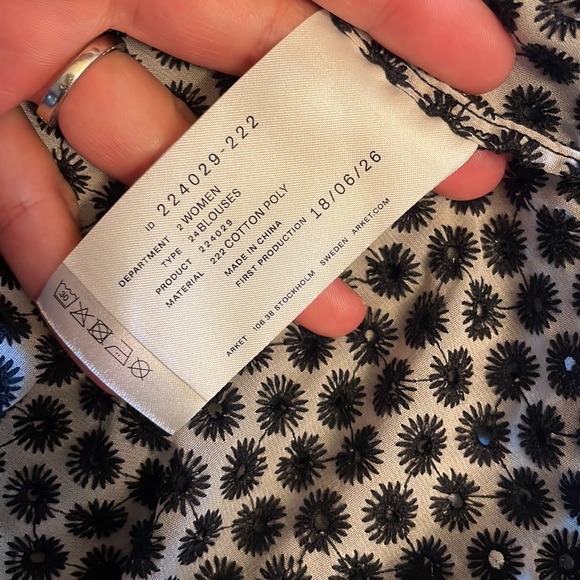 ID 224029-222
DEPARTMENT 2 WOMEN
TYPE 24 BLOUSES
PRODUCT 224029
MATERIAL 222 COTTON POLY
MADE IN CHINA
FIRST PRODUCTION 18/06/26
ARKET 106 38 STOCKHOLM SWEDEN ARKET.COM
30